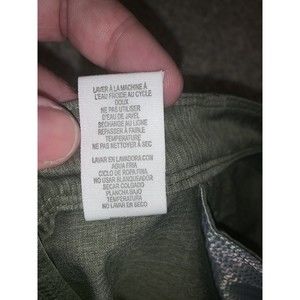 LAVER À LA MACHINE À
L'EAU FROIDE AU CYCLE
DOUX
NE PAS UTILISER
D'EAU DE JAVEL
SÉCHAGE AU LIGNE
REPASSER À FAIBLE
TEMPÉRATURE
NE PAS NETTOYER À SEC
LAVAR EN LAVADORA CON
AGUA FRIA
CICLO DE ROPA FINA
NO USAR BLANQUEADOR
SECAR COLGADO
PLANCHA BAJO
TEMPERATURA
NO LAVAR EN SECO